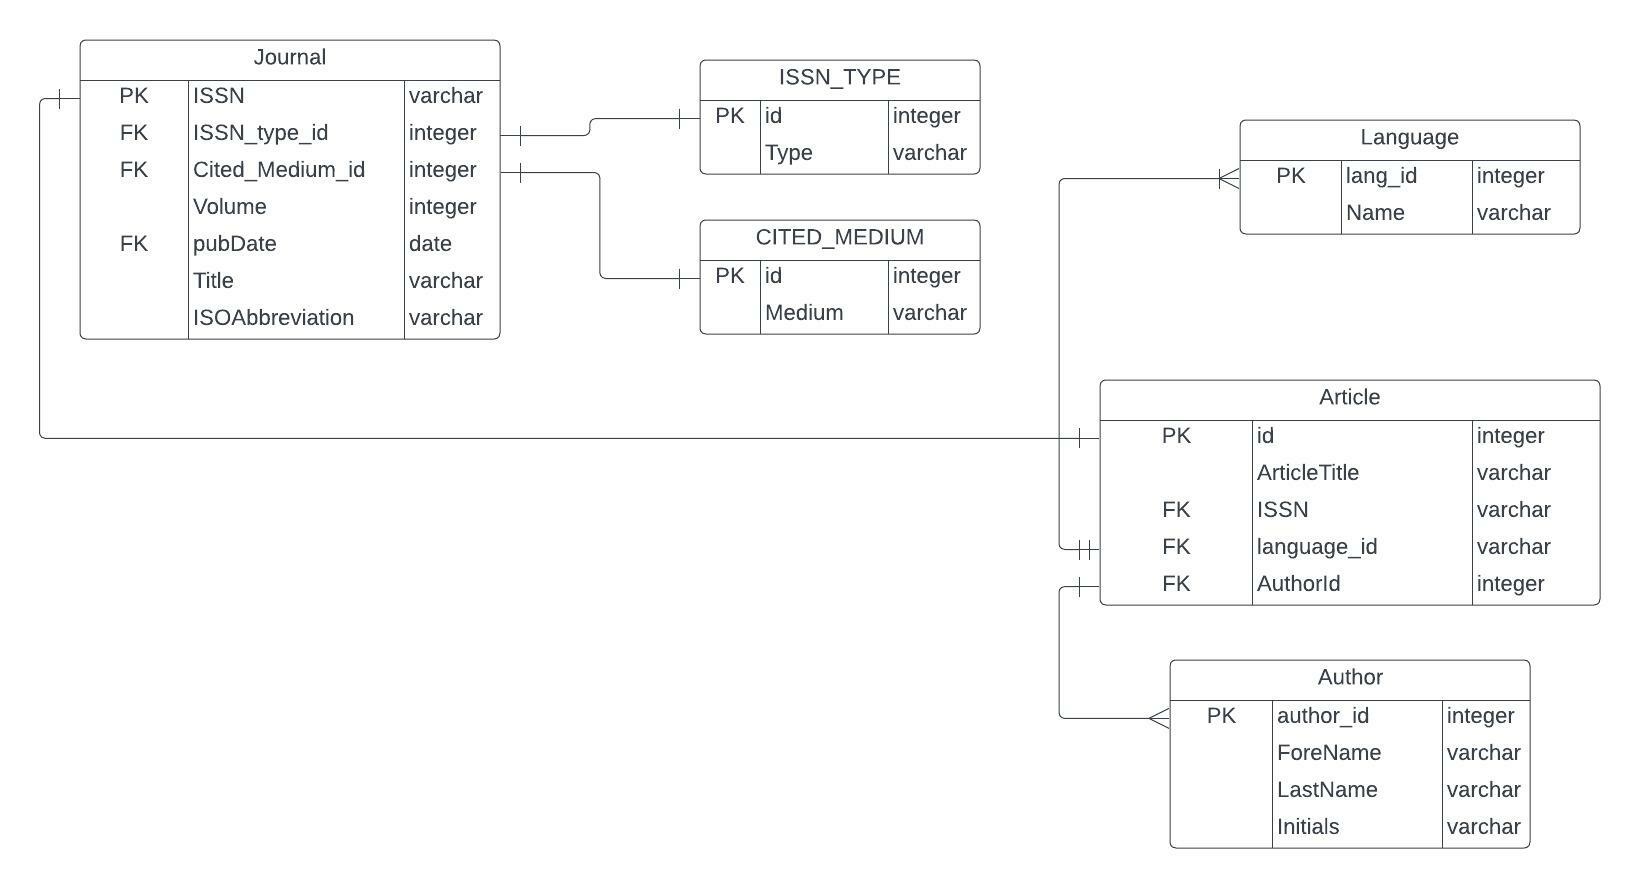 Journal
PK ISSN varchar
FK ISSN_type_id integer
FK Cited_Medium_id integer
Volume integer
FK pubDate date
Title varchar
ISOAbbreviation varchar
ISSN_TYPE
PK id integer
Type varchar
CITED_MEDIUM
PK id integer
Medium varchar
Language
PK lang_id integer
Name varchar
Article
PK id integer
ArticleTitle varchar
FK ISSN varchar
FK language_id varchar
FK AuthorId integer
Author
PK author_id integer
ForeName varchar
LastName varchar
Initials varchar